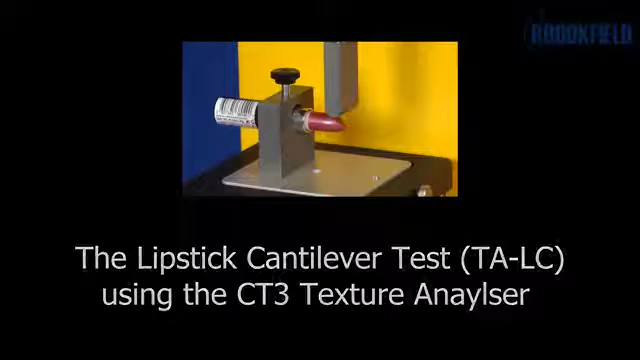 BROOKFIELD
The Lipstick Cantilever Test (TA-LC)
using the CT3 Texture Anaylser